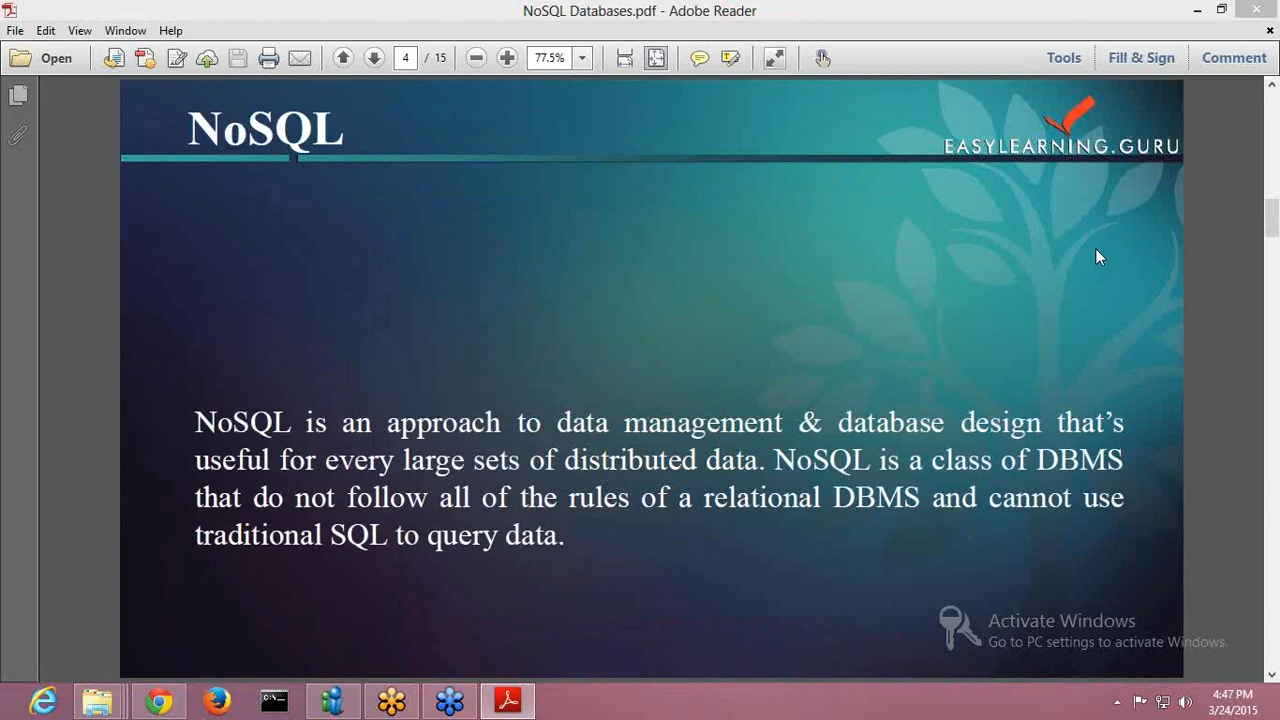 NoSQL Databases.pdf - Adobe Reader
File Edit View Window Help
Open 4 / 15 77.5% Tools Fill & Sign Comment
NoSQL
EASYLEARNING.GURU
NoSQL is an approach to data management & database design that's
useful for every large sets of distributed data. NoSQL is a class of DBMS
that do not follow all of the rules of a relational DBMS and cannot use
traditional SQL to query data.
Activate Windows
Go to PC settings to activate Windows.
4:47 PM
3/24/2015